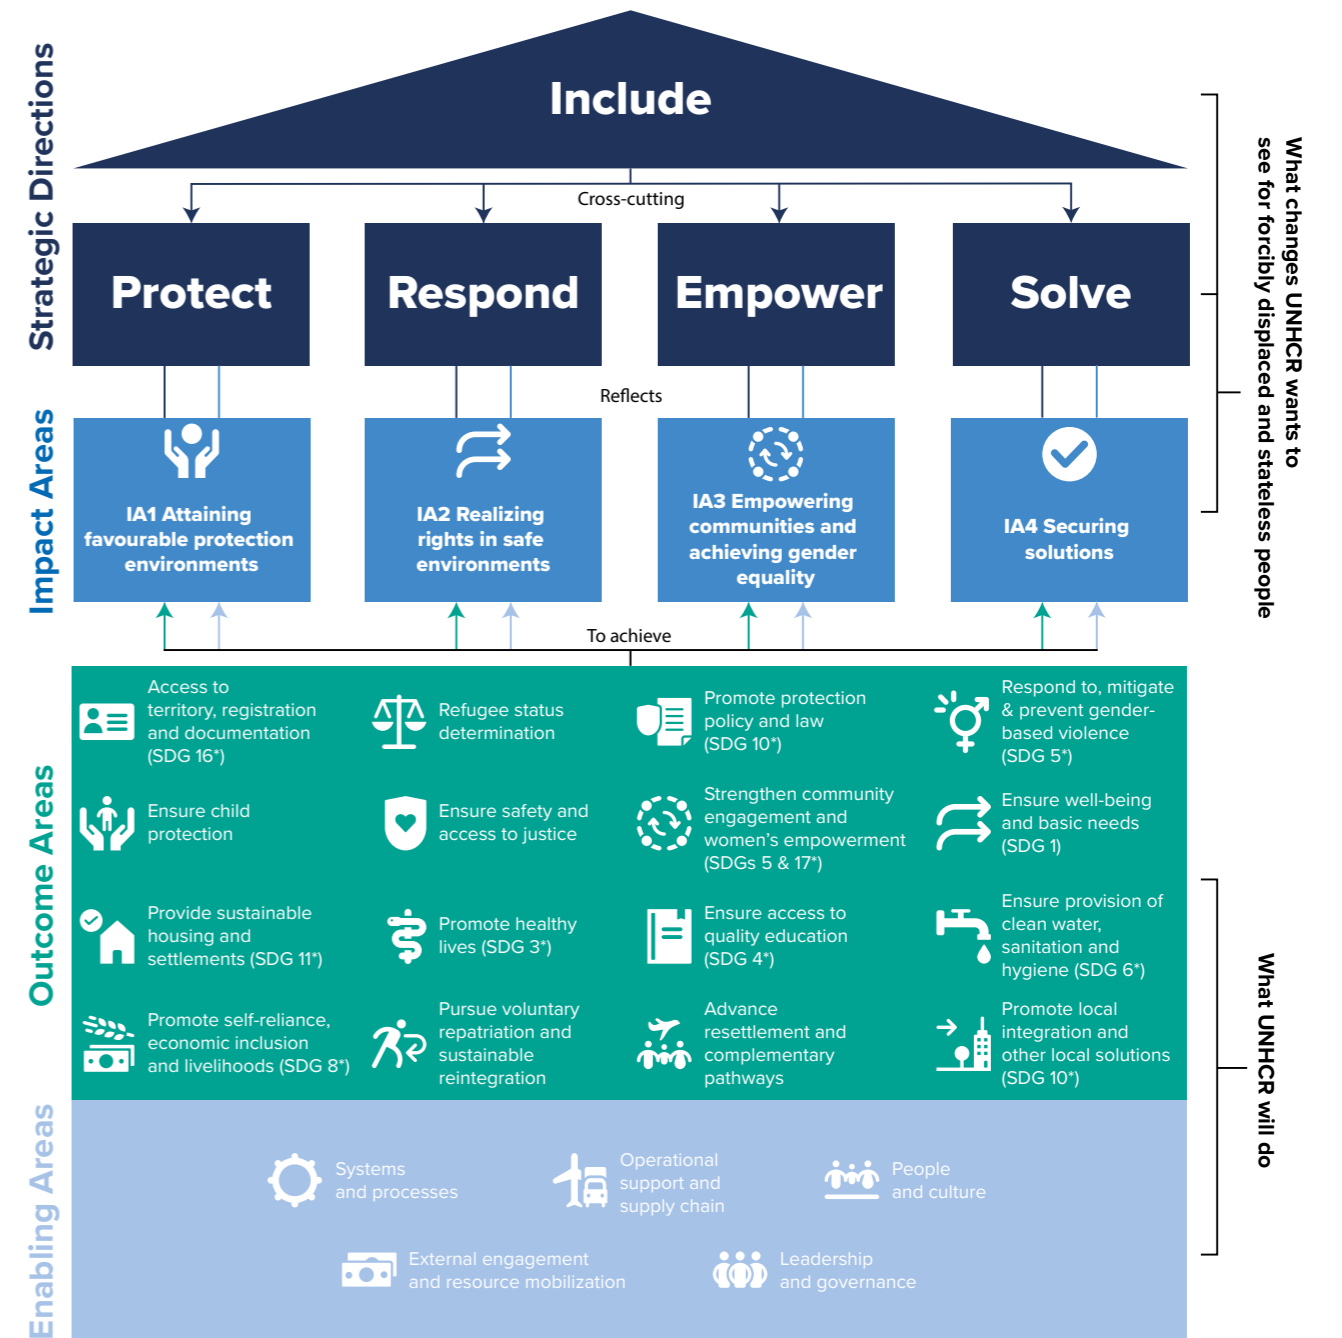 Strategic Directions
Include
Cross-cutting
Protect
Respond
Empower
Solve
What changes UNHCR wants to
see for forcibly displaced and stateless people
Reflects
Impact Areas
IA1 Attaining
favourable protection
environments
IA2 Realizing
rights in safe
environments
IA3 Empowering
communities and
achieving gender
equality
IA4 Securing
solutions
To achieve
Outcome Areas
Access to
territory, registration
and documentation
(SDG 16*)
Refugee status
determination
Promote protection
policy and law
(SDG 10*)
Respond to, mitigate
& prevent gender-
based violence
(SDG 5*)
Ensure child
protection
Ensure safety and
access to justice
Strengthen community
engagement and
women's empowerment
(SDGs 5 & 17*)
Ensure well-being
and basic needs
(SDG 1)
Provide sustainable
housing and
settlements (SDG 11*)
Promote healthy
lives (SDG 3*)
Ensure access to
quality education
(SDG 4*)
Ensure provision of
clean water,
sanitation and
hygiene (SDG 6*)
Promote self-reliance,
economic inclusion
and livelihoods (SDG 8*)
Pursue voluntary
repatriation and
sustainable
reintegration
Advance
resettlement and
complementary
pathways
Promote local
integration and
other local solutions
(SDG 10*)
What UNHCR will do
Enabling Areas
Systems
and processes
Operational
support and
supply chain
People
and culture
External engagement
and resource mobilization
Leadership
and governance